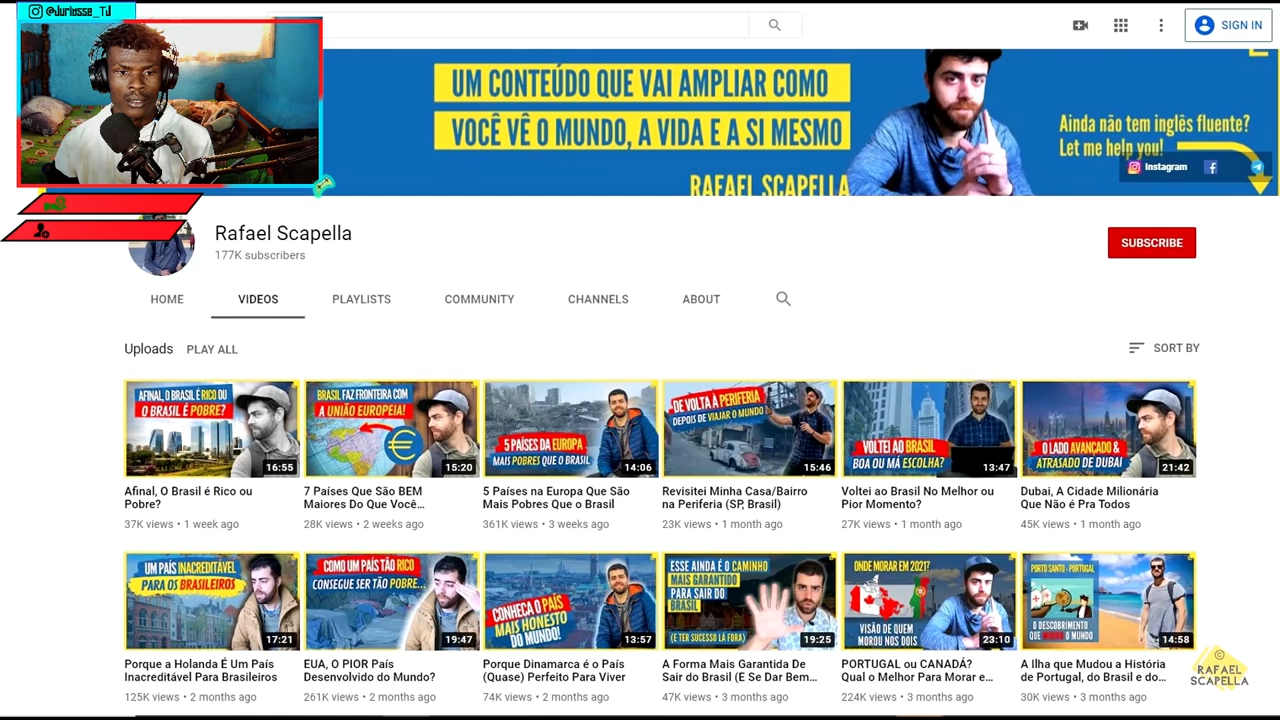 @Juriosse_TJ
SIGN IN
UM CONTEÚDO QUE VAI AMPLIAR COMO
VOCÊ VÊ O MUNDO, A VIDA E A SI MESMO
RAFAEL SCAPELLA
Ainda não tem inglês fluente?
Let me help you!
Instagram
Rafael Scapella
177K subscribers
SUBSCRIBE
HOME VIDEOS PLAYLISTS COMMUNITY CHANNELS ABOUT
Uploads PLAY ALL
SORT BY
AFINAL, O BRASIL É RICO OU
O BRASIL É POBRE?
16:55
BRASIL FAZ FRONTEIRA COM
A UNIÃO EUROPEIA!
15:20
5 PAÍSES DA EUROPA
MAIS POBRES QUE O BRASIL
14:06
DE VOLTA À PERIFERIA
DEPOIS DE VIAJAR O MUNDO
15:46
VOLTEI AO BRASIL
BOA OU MÁ ESCOLHA?
13:47
O LADO AVANÇADO &
ATRASADO DE DUBAI
21:42
Afinal, O Brasil é Rico ou
Pobre?
37K views • 1 week ago
7 Países Que São BEM
Maiores Do Que Você...
28K views • 2 weeks ago
5 Países na Europa Que São
Mais Pobres Que o Brasil
361K views • 3 weeks ago
Revisitei Minha Casa/Bairro
na Periferia (SP, Brasil)
23K views • 1 month ago
Voltei ao Brasil No Melhor ou
Pior Momento?
27K views • 1 month ago
Dubai, A Cidade Milionária
Que Não é Pra Todos
45K views • 1 month ago
UM PAÍS INACREDITÁVEL
PARA OS BRASILEIROS
17:21
COMO UM PAÍS TÃO RICO
CONSEGUE SER TÃO POBRE...
19:47
CONHEÇA O PAÍS
MAIS HONESTO
DO MUNDO!
13:57
ESSE AINDA É O CAMINHO
MAIS GARANTIDO
PARA SAIR DO
BRASIL
(E TER SUCESSO LÁ FORA)
19:25
ONDE MORAR EM 2021?
VISÃO DE QUEM
MOROU NOS DOIS
23:10
PORTO SANTO - PORTUGAL
O DESCOBRIMENTO
QUE MUDOU O MUNDO
14:58
Porque a Holanda É Um País
Inacreditável Para Brasileiros
125K views • 2 months ago
EUA, O PIOR País
Desenvolvido do Mundo?
261K views • 2 months ago
Porque Dinamarca é o País
(Quase) Perfeito Para Viver
74K views • 2 months ago
A Forma Mais Garantida De
Sair do Brasil (E Se Dar Bem...
47K views • 3 months ago
PORTUGAL ou CANADÁ?
Qual o Melhor Para Morar e...
224K views • 3 months ago
A Ilha que Mudou a História
de Portugal, do Brasil e do...
30K views • 3 months ago
©
RAFAEL
SCAPELLA